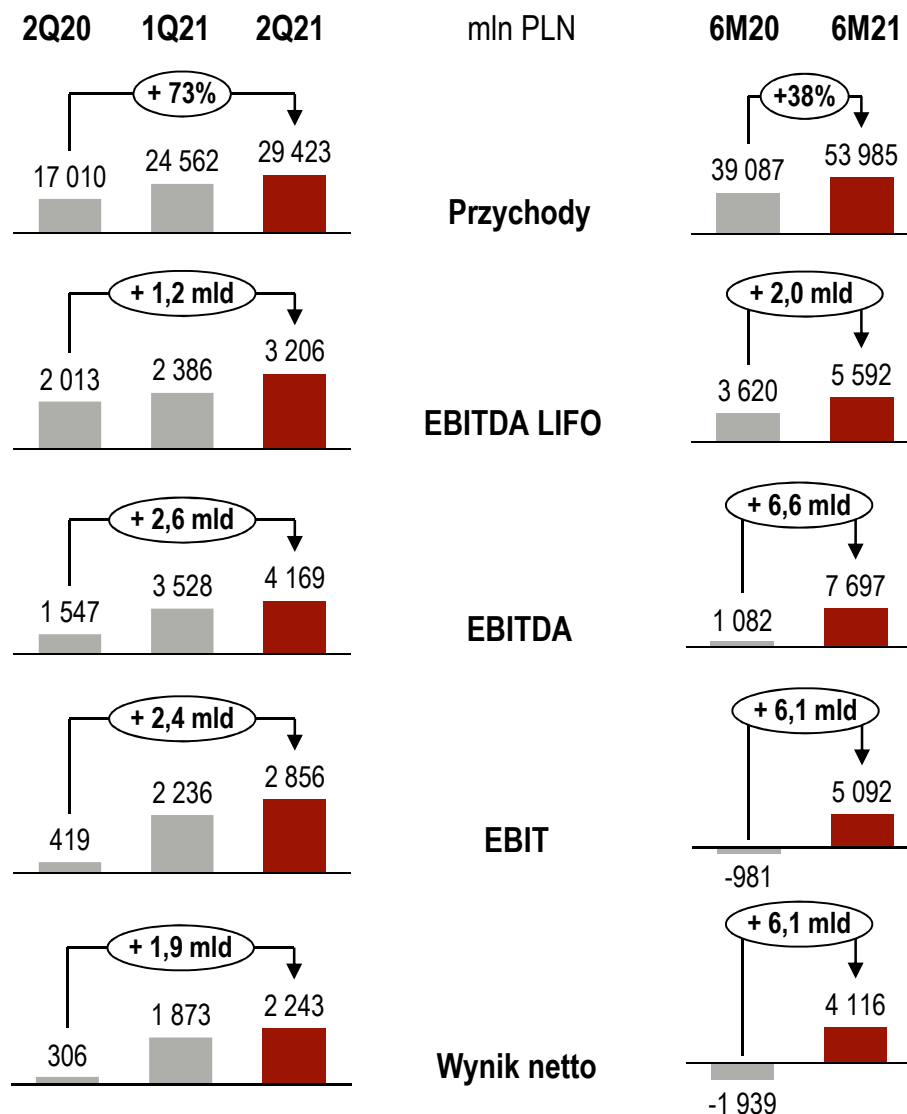 2Q20 1Q21 2Q21 mln PLN 6M20 6M21
+ 73% +38%
17 010 24 562 29 423 39 087 53 985
Przychody
+ 1,2 mld + 2,0 mld
2 013 2 386 3 206 3 620 5 592
EBITDA LIFO
+ 2,6 mld + 6,6 mld
1 547 3 528 4 169 1 082 7 697
EBITDA
+ 2,4 mld + 6,1 mld
419 2 236 2 856 -981 5 092
EBIT
+ 1,9 mld + 6,1 mld
306 1 873 2 243 -1 939 4 116
Wynik netto